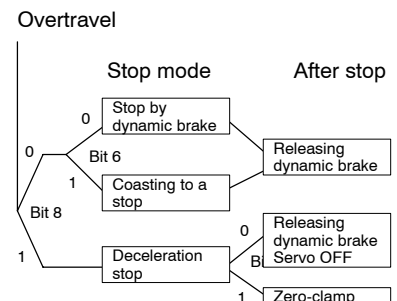 Overtravel
Stop mode
After stop
0
Stop by
dynamic brake
0
Bit 6
Releasing
dynamic brake
1
Coasting to a
stop
Bit 8
Releasing
dynamic brake
Servo OFF
0
1
Deceleration
stop
1
Zero-clamp